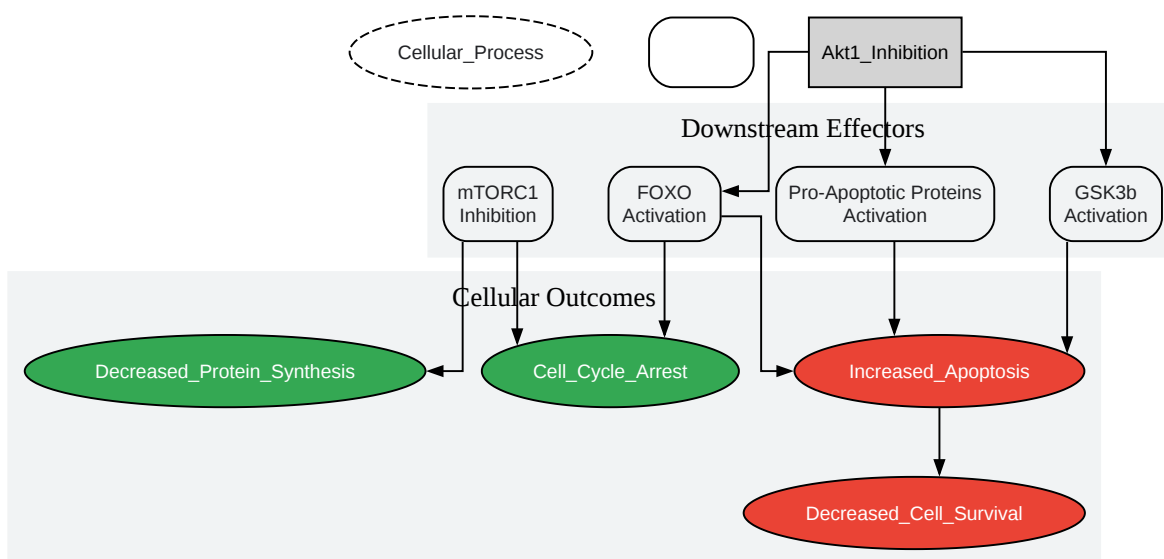 Cellular_Process
Akt1_Inhibition
Downstream Effectors
mTORC1
Inhibition
FOXO
Activation
Pro-Apoptotic Proteins
Activation
GSK3b
Activation
Cellular Outcomes
Decreased_Protein_Synthesis
Cell_Cycle_Arrest
Increased_Apoptosis
Decreased_Cell_Survival